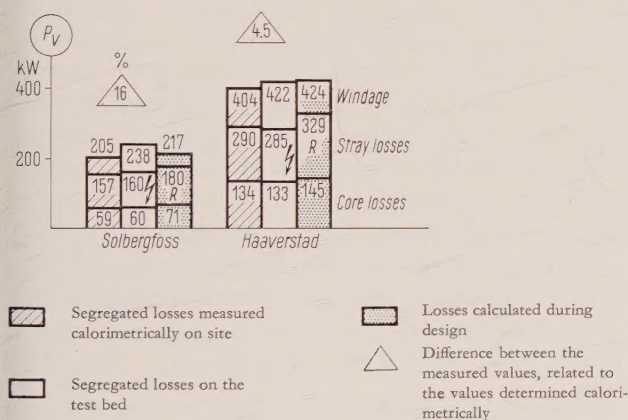 P_V
kW
400
200
%
16
4.5
205 238 217
157 160 180
R
59 60 71
Solbergfoss
404 422 424
290 285 329
R
134 133 145
Haaverstad
Windage
Stray losses
Core losses
Segregated losses measured
calorimetrically on site
Segregated losses on the
test bed
Losses calculated during
design
Difference between the
measured values, related to
the values determined calori-
metrically